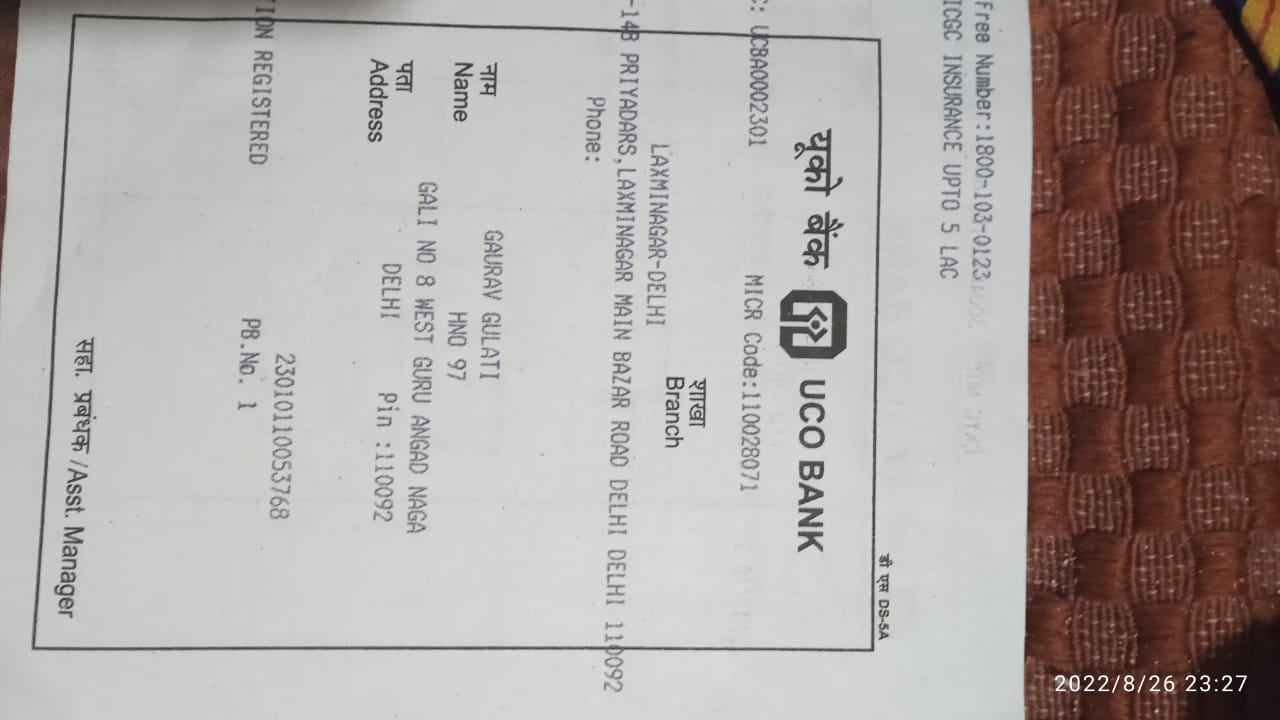 Free Number:1800-103-0123
ICGC INSURANCE UPTO 5 LAC
डी एस DS-5A
यूको बैंक UCO BANK
C: UCBA0002301 MICR Code:110028071
शाखा
Branch
LAXMINAGAR-DELHI
-14B PRIYADARS,LAXMINAGAR MAIN BAZAR ROAD DELHI DELHI 110092
Phone:
नाम GAURAV GULATI
Name HNO 97
GALI NO 8 WEST GURU ANGAD NAGA
पता DELHI Pin :110092
Address
23010110053768
TION REGISTERED PB.No. 1
सहा. प्रबंधक /Asst. Manager
2022/8/26 23:27